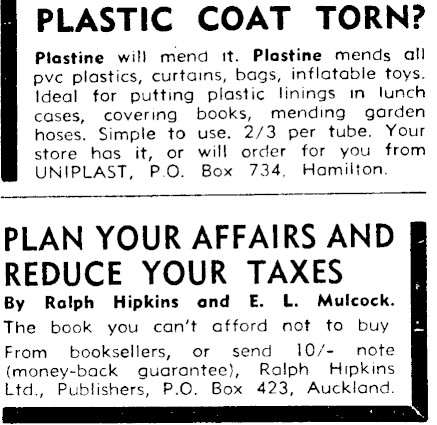 PLASTIC COAT TORN?
Plastine will mend it. Plastine mends all
pvc plastics, curtains, bags, inflatable toys.
Ideal for putting plastic linings in lunch
cases, covering books, mending garden
hoses. Simple to use. 2/3 per tube. Your
store has it, or will order for you from
UNIPLAST, P.O. Box 734, Hamilton.
PLAN YOUR AFFAIRS AND
REDUCE YOUR TAXES
By Ralph Hipkins and E. L. Mulcock.
The book you can't afford not to buy
From booksellers, or send 10/- note
(money-back guarantee), Ralph Hipkins
Ltd., Publishers, P.O. Box 423, Auckland.